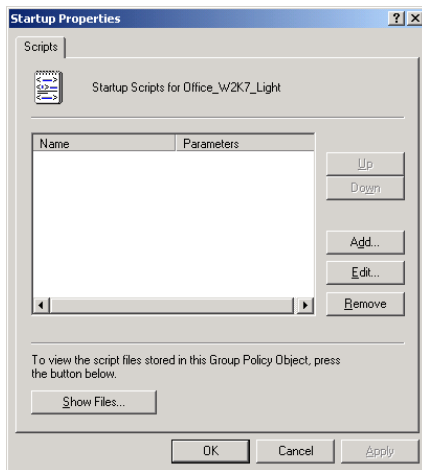 Startup Properties
Scripts
Startup Scripts for Office_W2K7_Light
Name Parameters
Up
Down
Add...
Edit...
Remove
To view the script files stored in this Group Policy Object, press
the button below.
Show Files...
OK Cancel Apply